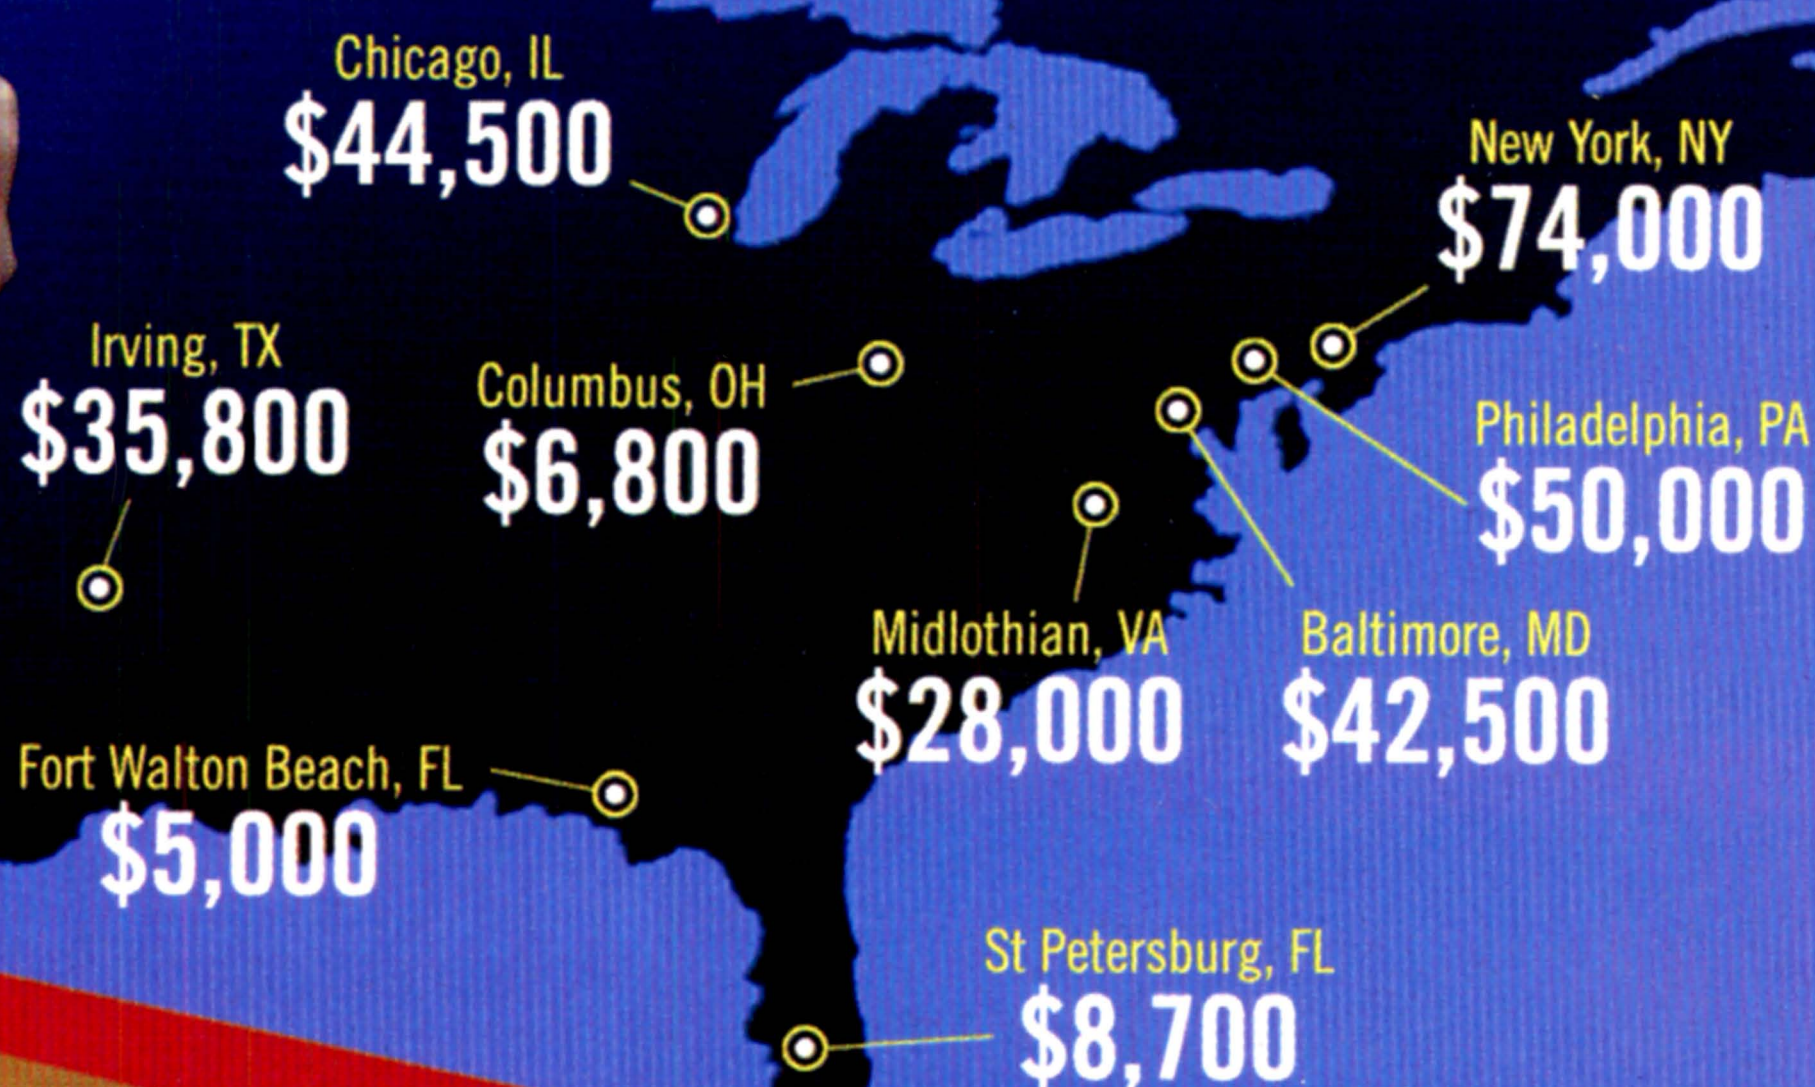 Chicago, IL
$44,500
New York, NY
$74,000
Irving, TX
$35,800
Columbus, OH
$6,800
Philadelphia, PA
$50,000
Midlothian, VA
$28,000
Baltimore, MD
$42,500
Fort Walton Beach, FL
$5,000
St Petersburg, FL
$8,700